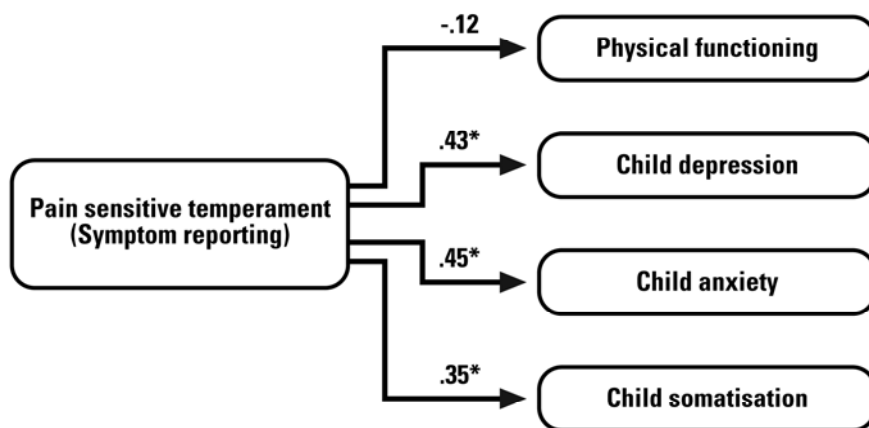 -.12
Physical functioning
.43*
Child depression
Pain sensitive temperament
(Symptom reporting)
.45*
Child anxiety
.35*
Child somatisation